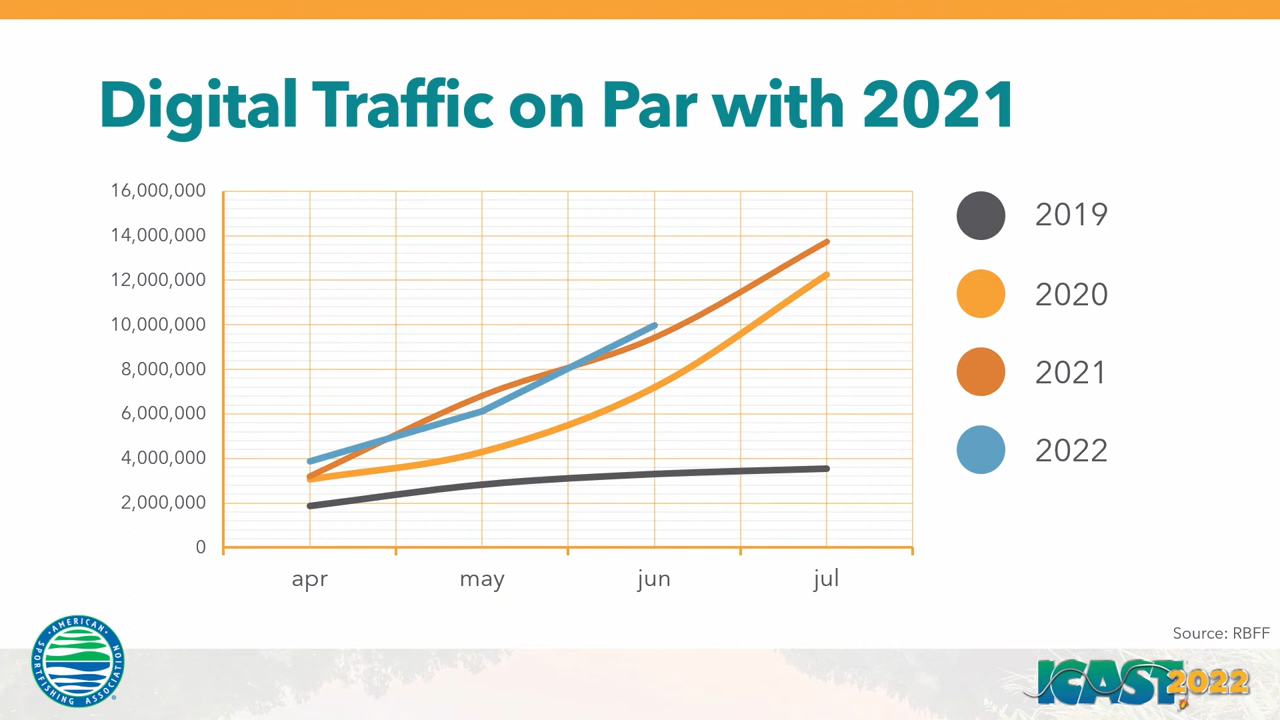 Digital Traffic on Par with 2021
16,000,000
14,000,000
12,000,000
10,000,000
8,000,000
6,000,000
4,000,000
2,000,000
0
apr may jun jul
2019
2020
2021
2022
Source: RBFF
·AMERICAN·
SPORTFISHING ASSOCIATION
ICAST 2022